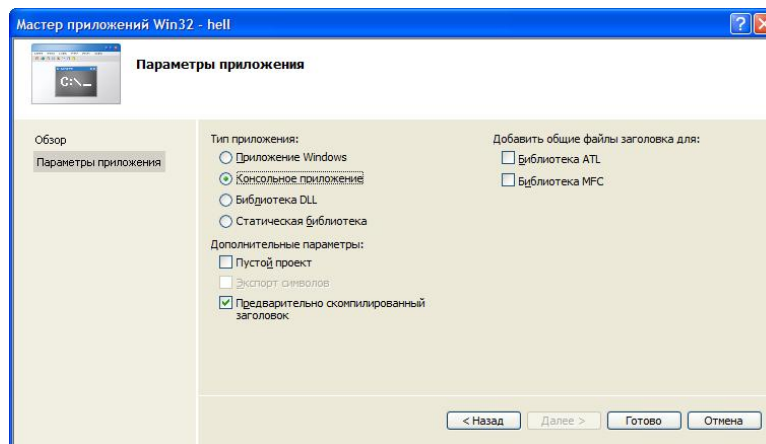 Мастер приложений Win32 - hell
C:\_
Параметры приложения
Обзор
Параметры приложения
Тип приложения:
Приложение Windows
Консольное приложение
Библиотека DLL
Статическая библиотека
Дополнительные параметры:
Пустой проект
Экспорт символов
Предварительно скомпилированный
заголовок
Добавить общие файлы заголовка для:
Библиотека ATL
Библиотека MFC
< Назад
Далее >
Готово
Отмена